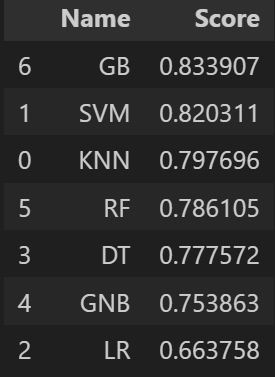 Name Score
6 GB 0.833907
1 SVM 0.820311
0 KNN 0.797696
5 RF 0.786105
3 DT 0.777572
4 GNB 0.753863
2 LR 0.663758